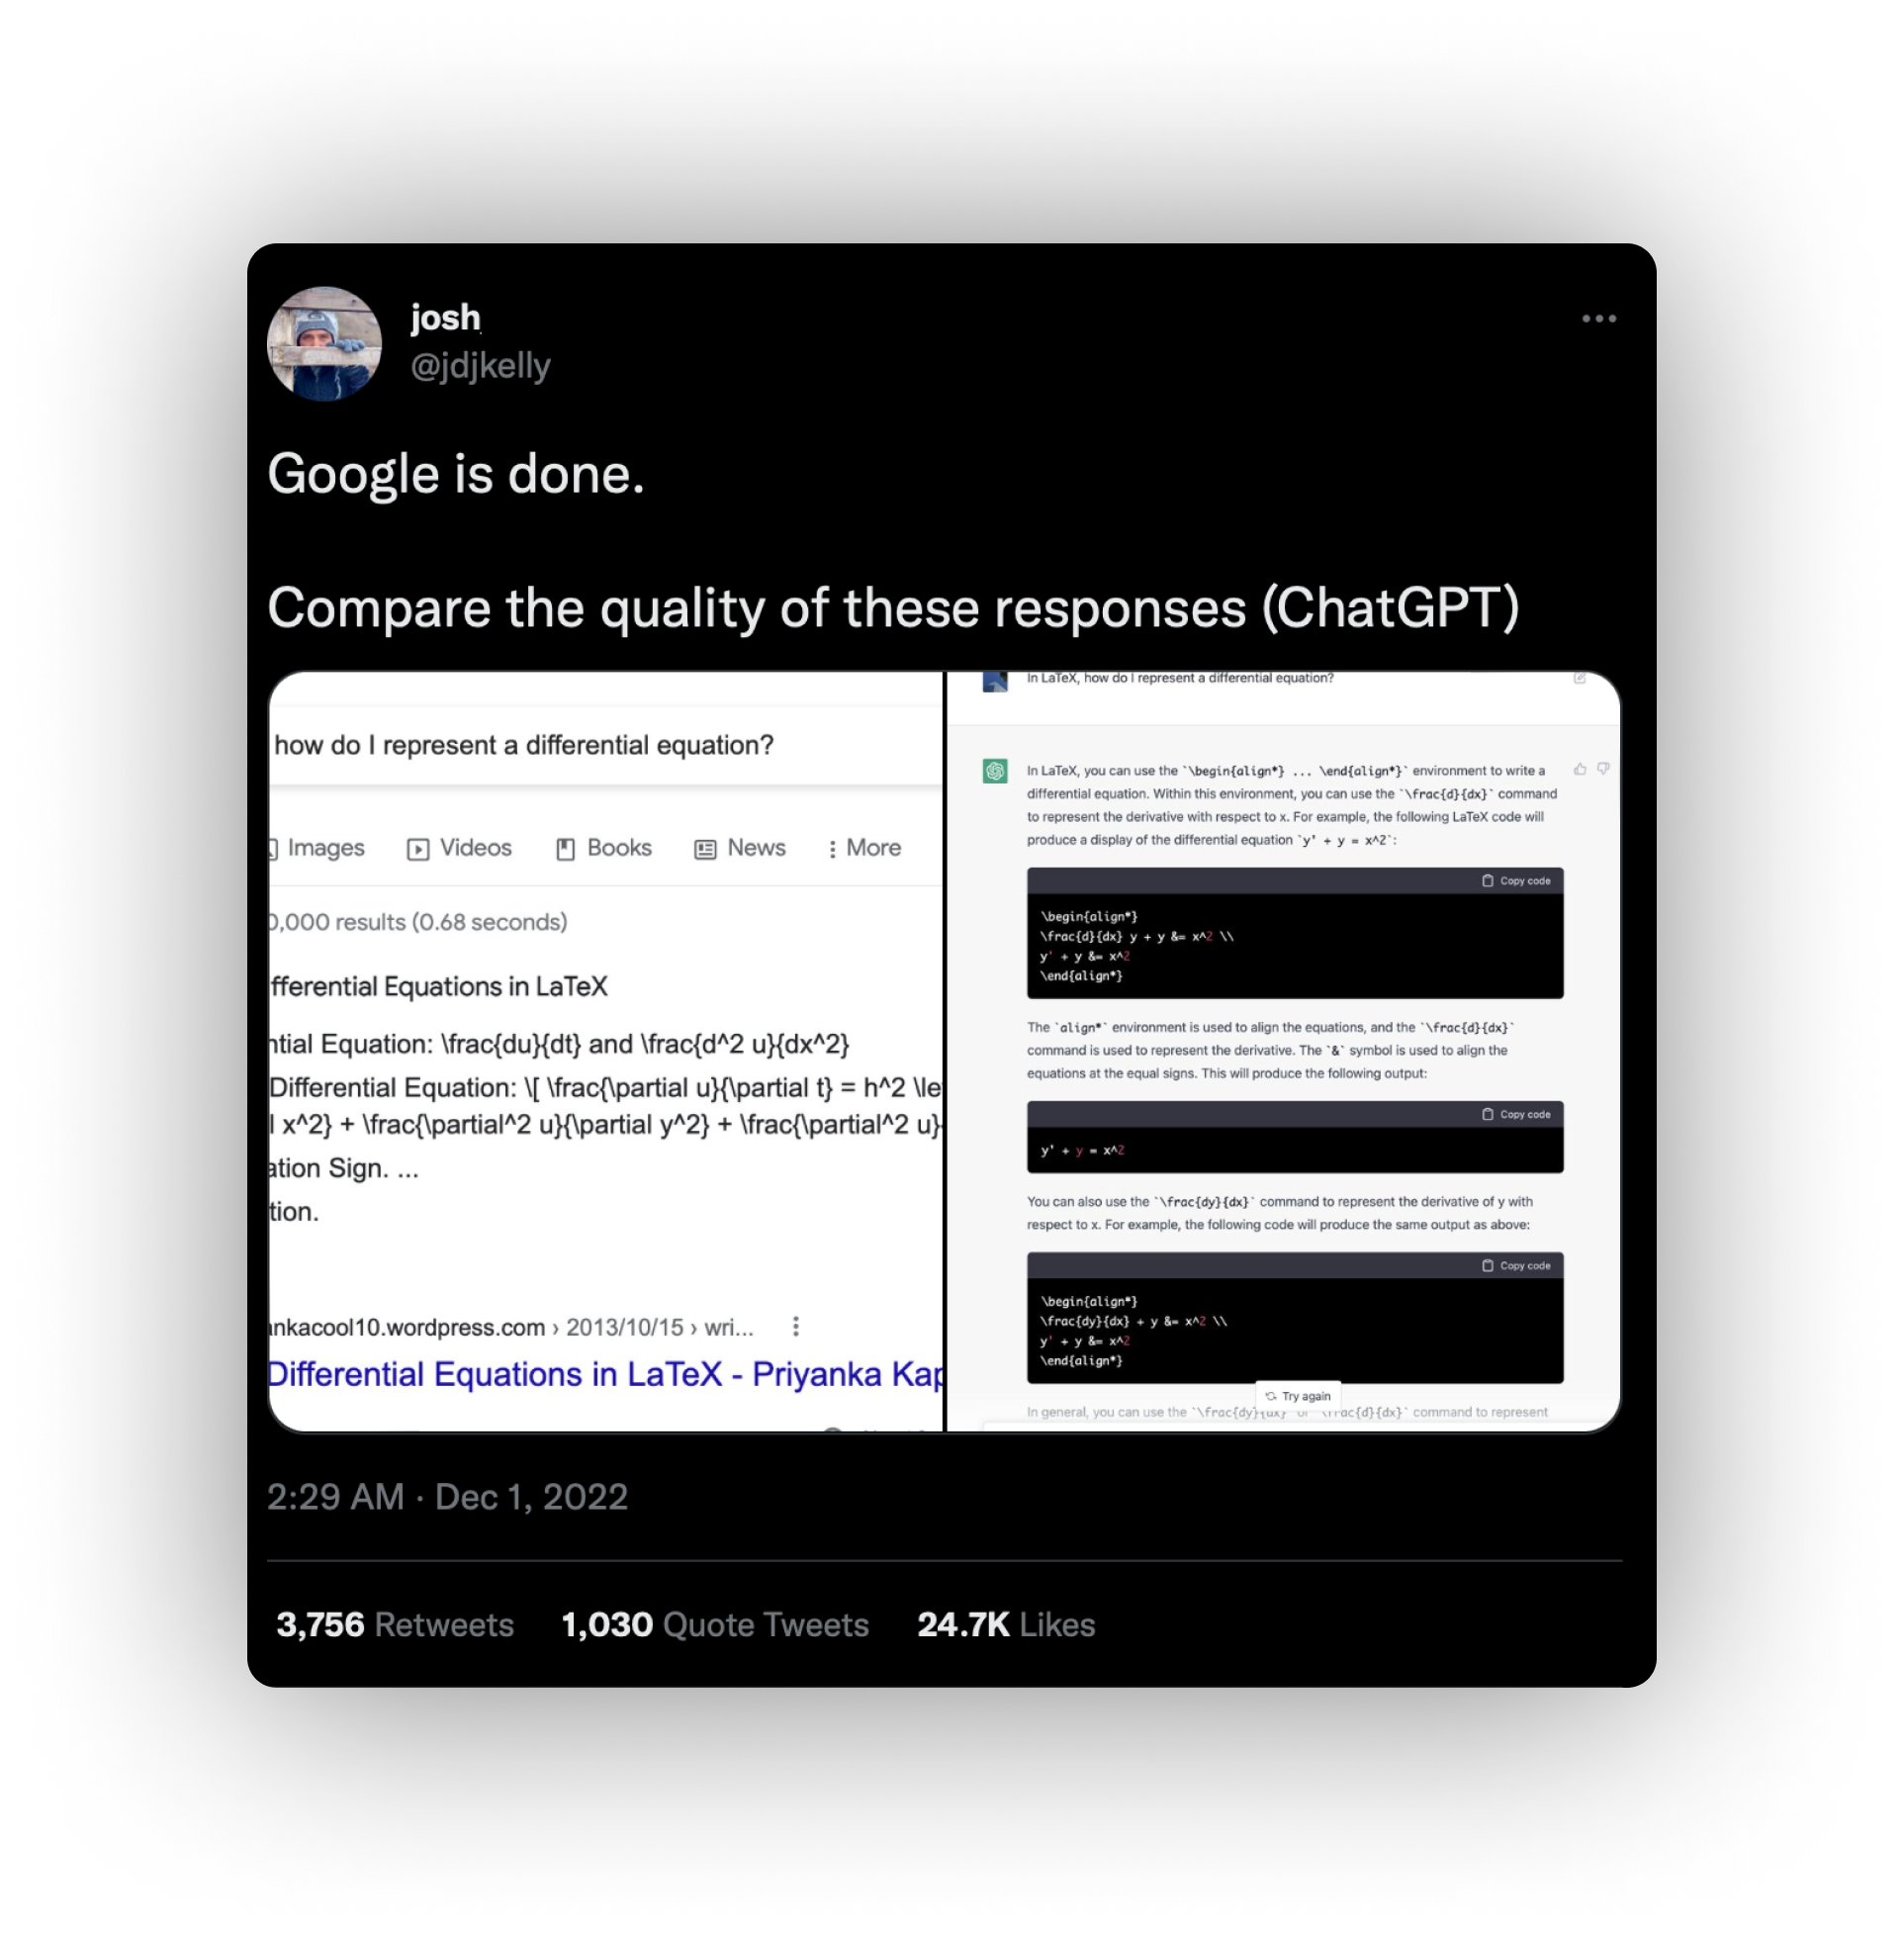 josh
@jdjkelly
Google is done.
Compare the quality of these responses (ChatGPT)
how do I represent a differential equation?
Images Videos Books News More
0,000 results (0.68 seconds)
fferential Equations in LaTeX
ntial Equation: \frac{du}{dt} and \frac{d^2 u}{dx^2}
Differential Equation: \[ \frac{\partial u}{\partial t} = h^2 \le
l x^2} + \frac{\partial^2 u}{\partial y^2} + \frac{\partial^2 u}
ation Sign. ...
tion.
nkacool10.wordpress.com › 2013/10/15 › wri...
Differential Equations in LaTeX - Priyanka Kap
In LaTeX, how do I represent a differential equation?
In LaTeX, you can use the `\begin{align*} ... \end{align*}` environment to write a
differential equation. Within this environment, you can use the `\frac{d}{dx}` command
to represent the derivative with respect to x. For example, the following LaTeX code will
produce a display of the differential equation `y' + y = x^2`:
Copy code
\begin{align*}
\frac{d}{dx} y + y &= x^2 \\
y' + y &= x^2
\end{align*}
The `align*` environment is used to align the equations, and the `\frac{d}{dx}`
command is used to represent the derivative. The `&` symbol is used to align the
equations at the equal signs. This will produce the following output:
Copy code
y' + y = x^2
You can also use the `\frac{dy}{dx}` command to represent the derivative of y with
respect to x. For example, the following code will produce the same output as above:
Copy code
\begin{align*}
\frac{dy}{dx} + y &= x^2 \\
y' + y &= x^2
\end{align*}
Try again
In general, you can use the `\frac{dy}{dx}` or `\frac{d}{dx}` command to represent
2:29 AM · Dec 1, 2022
3,756 Retweets 1,030 Quote Tweets 24.7K Likes